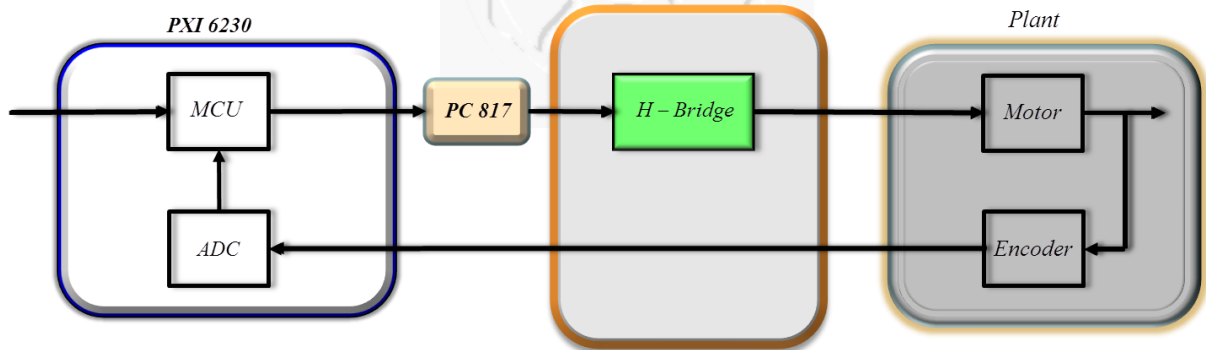 PXI 6230
Plant
MCU
PC 817
H – Bridge
Motor
ADC
Encoder